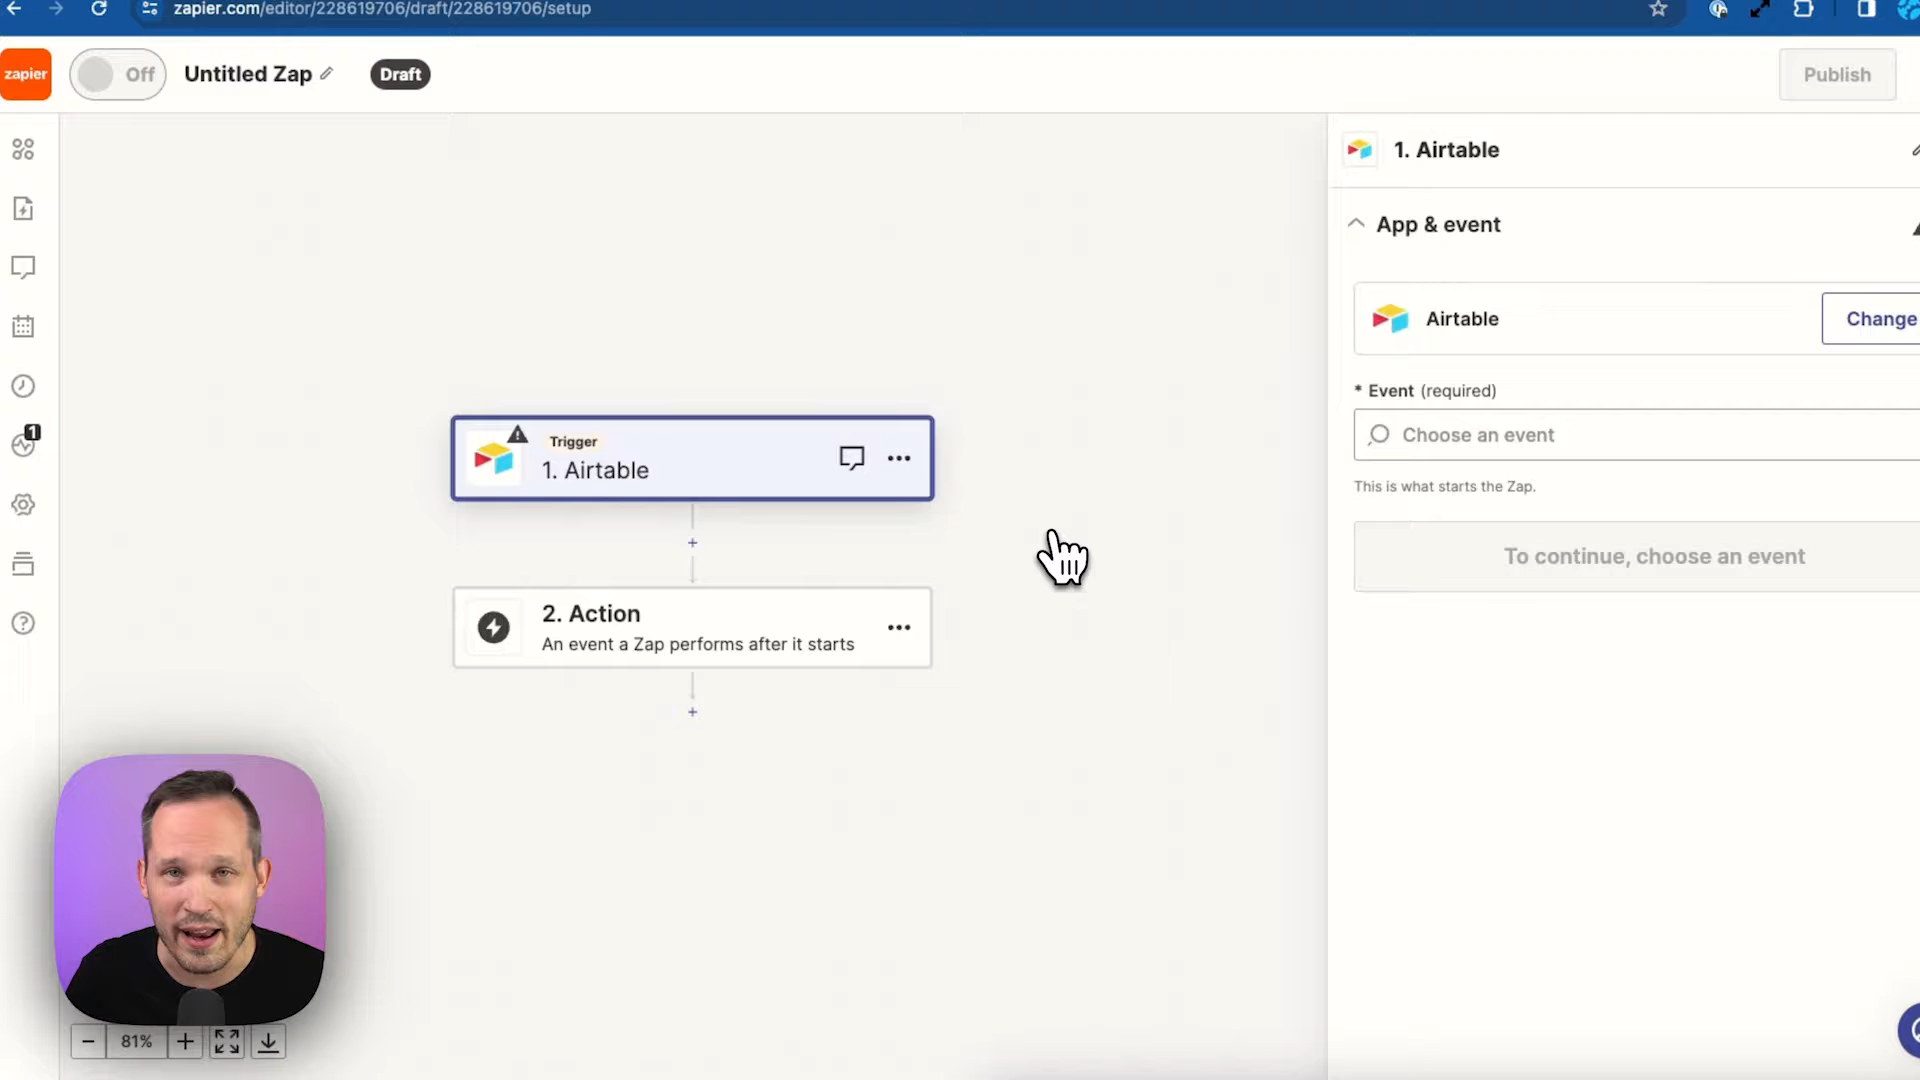 zapier.com/editor/228619706/draft/228619706/setup
zapier
Off
Untitled Zap
Draft
Publish
1. Airtable
App & event
Airtable
Change
* Event (required)
Choose an event
This is what starts the Zap.
To continue, choose an event
Trigger
1. Airtable
2. Action
An event a Zap performs after it starts
1
81%